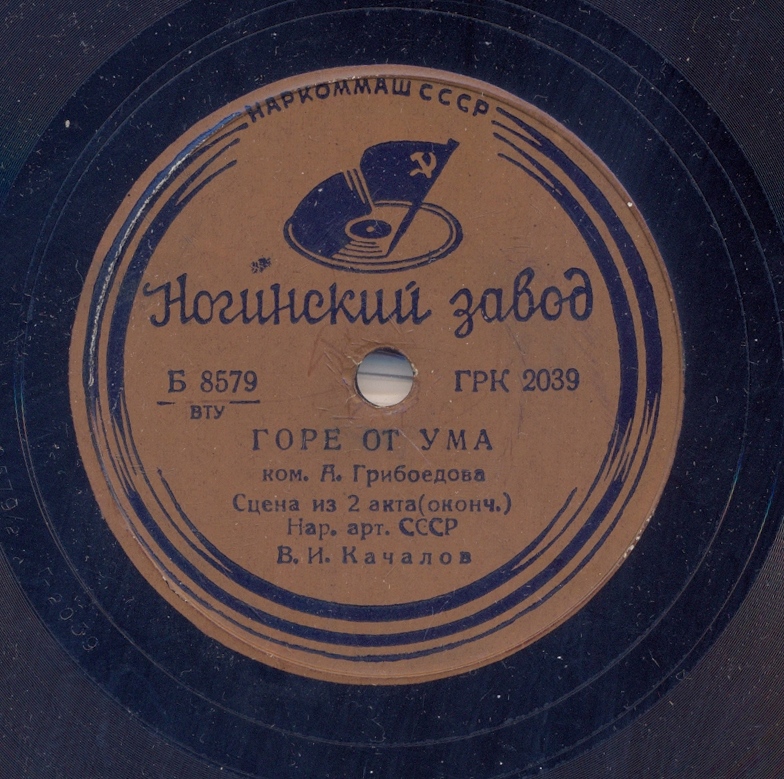 НАРКОММАШ СССР
Ногинский завод
Б 8579 ГРК 2039
ВТУ
ГОРЕ ОТ УМА
ком. А. Грибоедова
Сцена из 2 акта(оконч.)
Нар. арт. СССР
В. И. Качалов